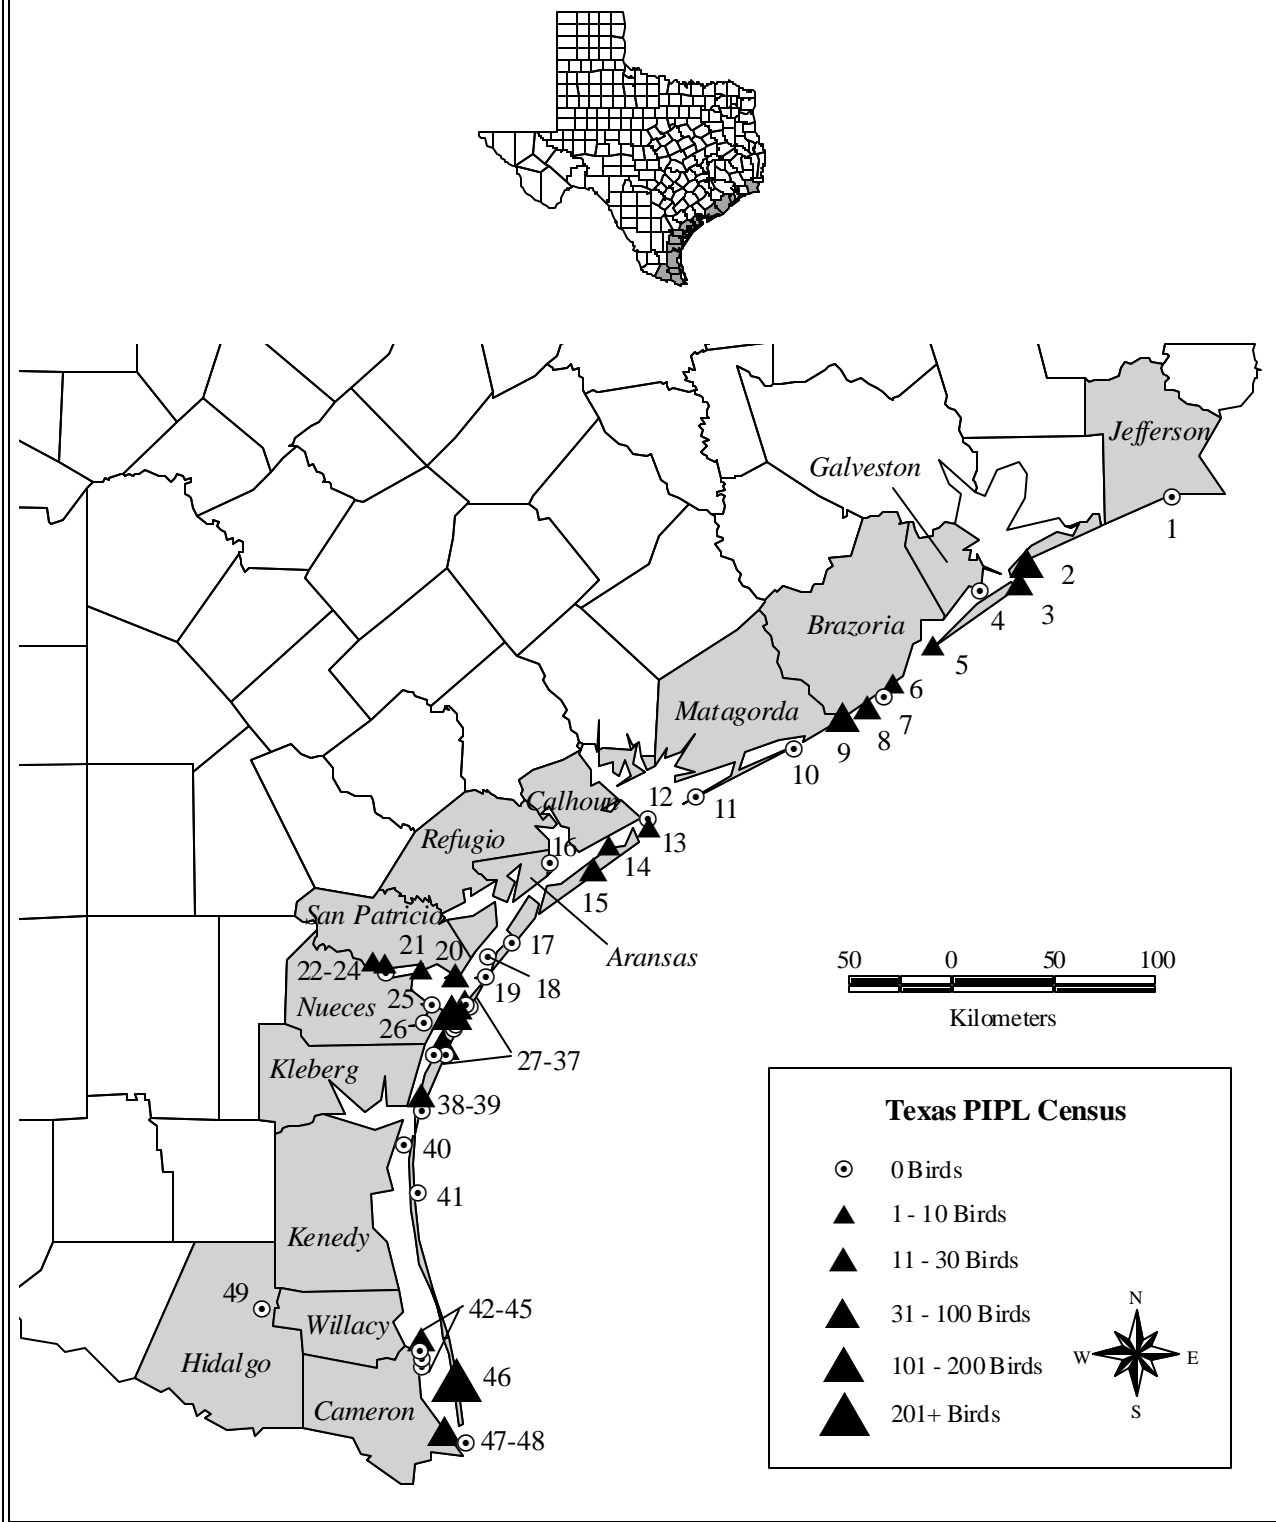 Jefferson
Galveston
1
2
3
4
Brazoria
5
6
7
Matagorda
8
9
10
Calhoun
12
11
13
Refugio
16
14
15
San Patricio
17
Aransas
21
20
22-24
18
19
50 0 50 100
Nueces
25
26
Kilometers
27-37
Kleberg
38-39
Texas PIPL Census
40
0 Birds
41
1 - 10 Birds
Kenedy
11 - 30 Birds
49
42-45
N
Willacy
31 - 100 Birds
W
E
Hidalgo
101 - 200 Birds
46
S
Cameron
201+ Birds
47-48